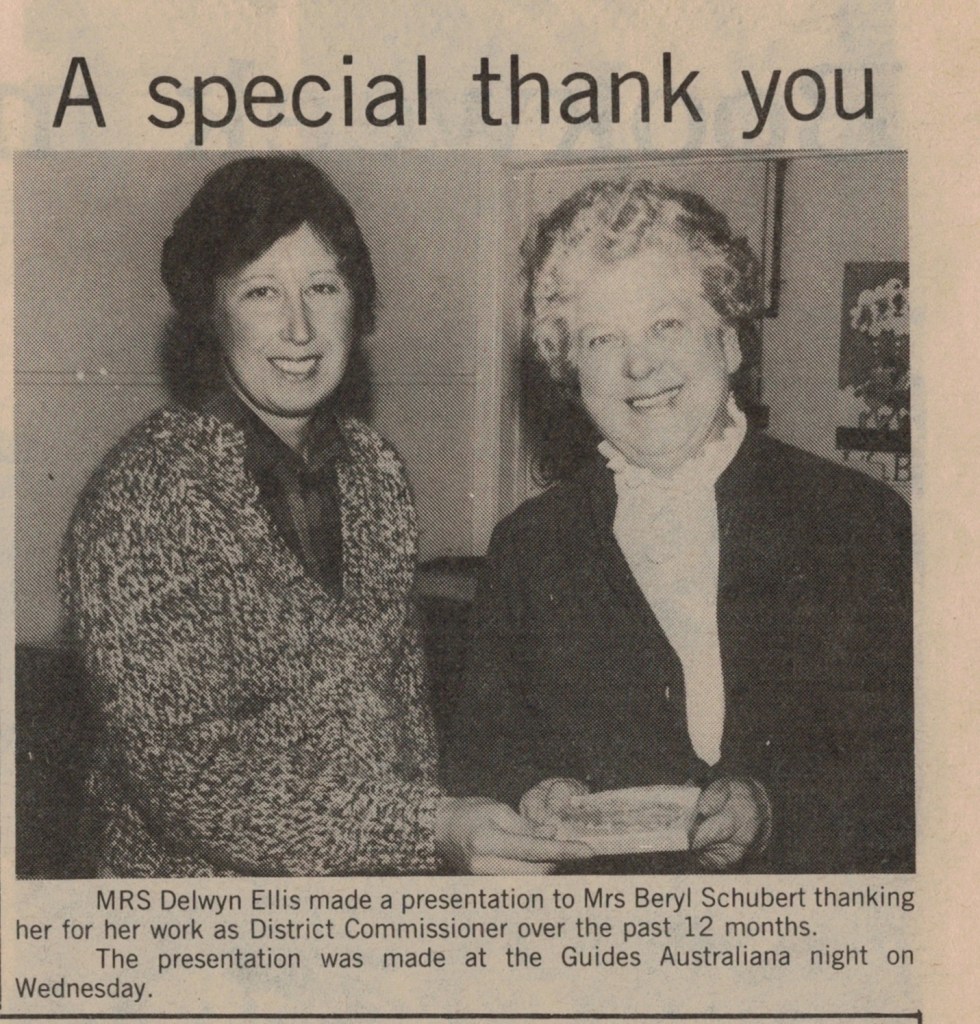 A special thank you
MRS Delwyn Ellis made a presentation to Mrs Beryl Schubert thanking
her for her work as District Commissioner over the past 12 months.
The presentation was made at the Guides Australiana night on
Wednesday.